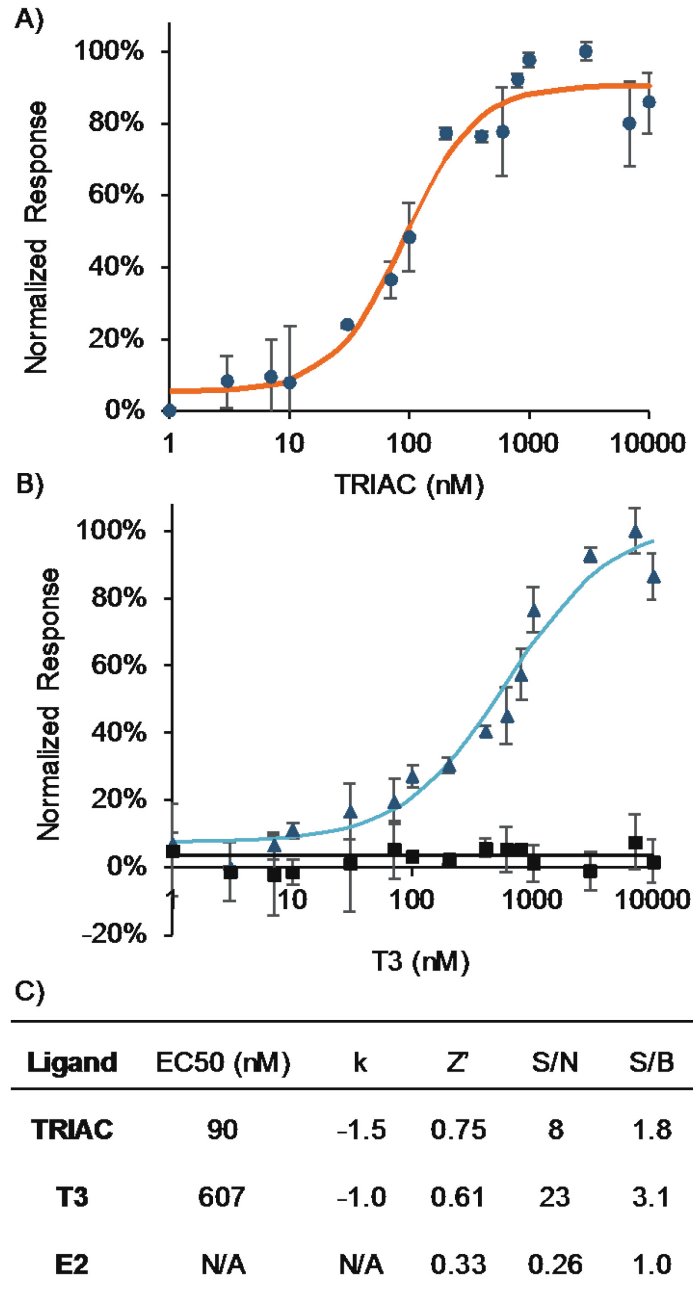 A)
100%
80%
60%
40%
20%
0%
Normalized Response
1 10 100 1000 10000
TRIAC (nM)
B)
100%
80%
60%
40%
20%
0%
-20%
Normalized Response
1 10 100 1000 10000
T3 (nM)
C)
Ligand EC50 (nM) k Z' S/N S/B
TRIAC 90 -1.5 0.75 8 1.8
T3 607 -1.0 0.61 23 3.1
E2 N/A N/A 0.33 0.26 1.0